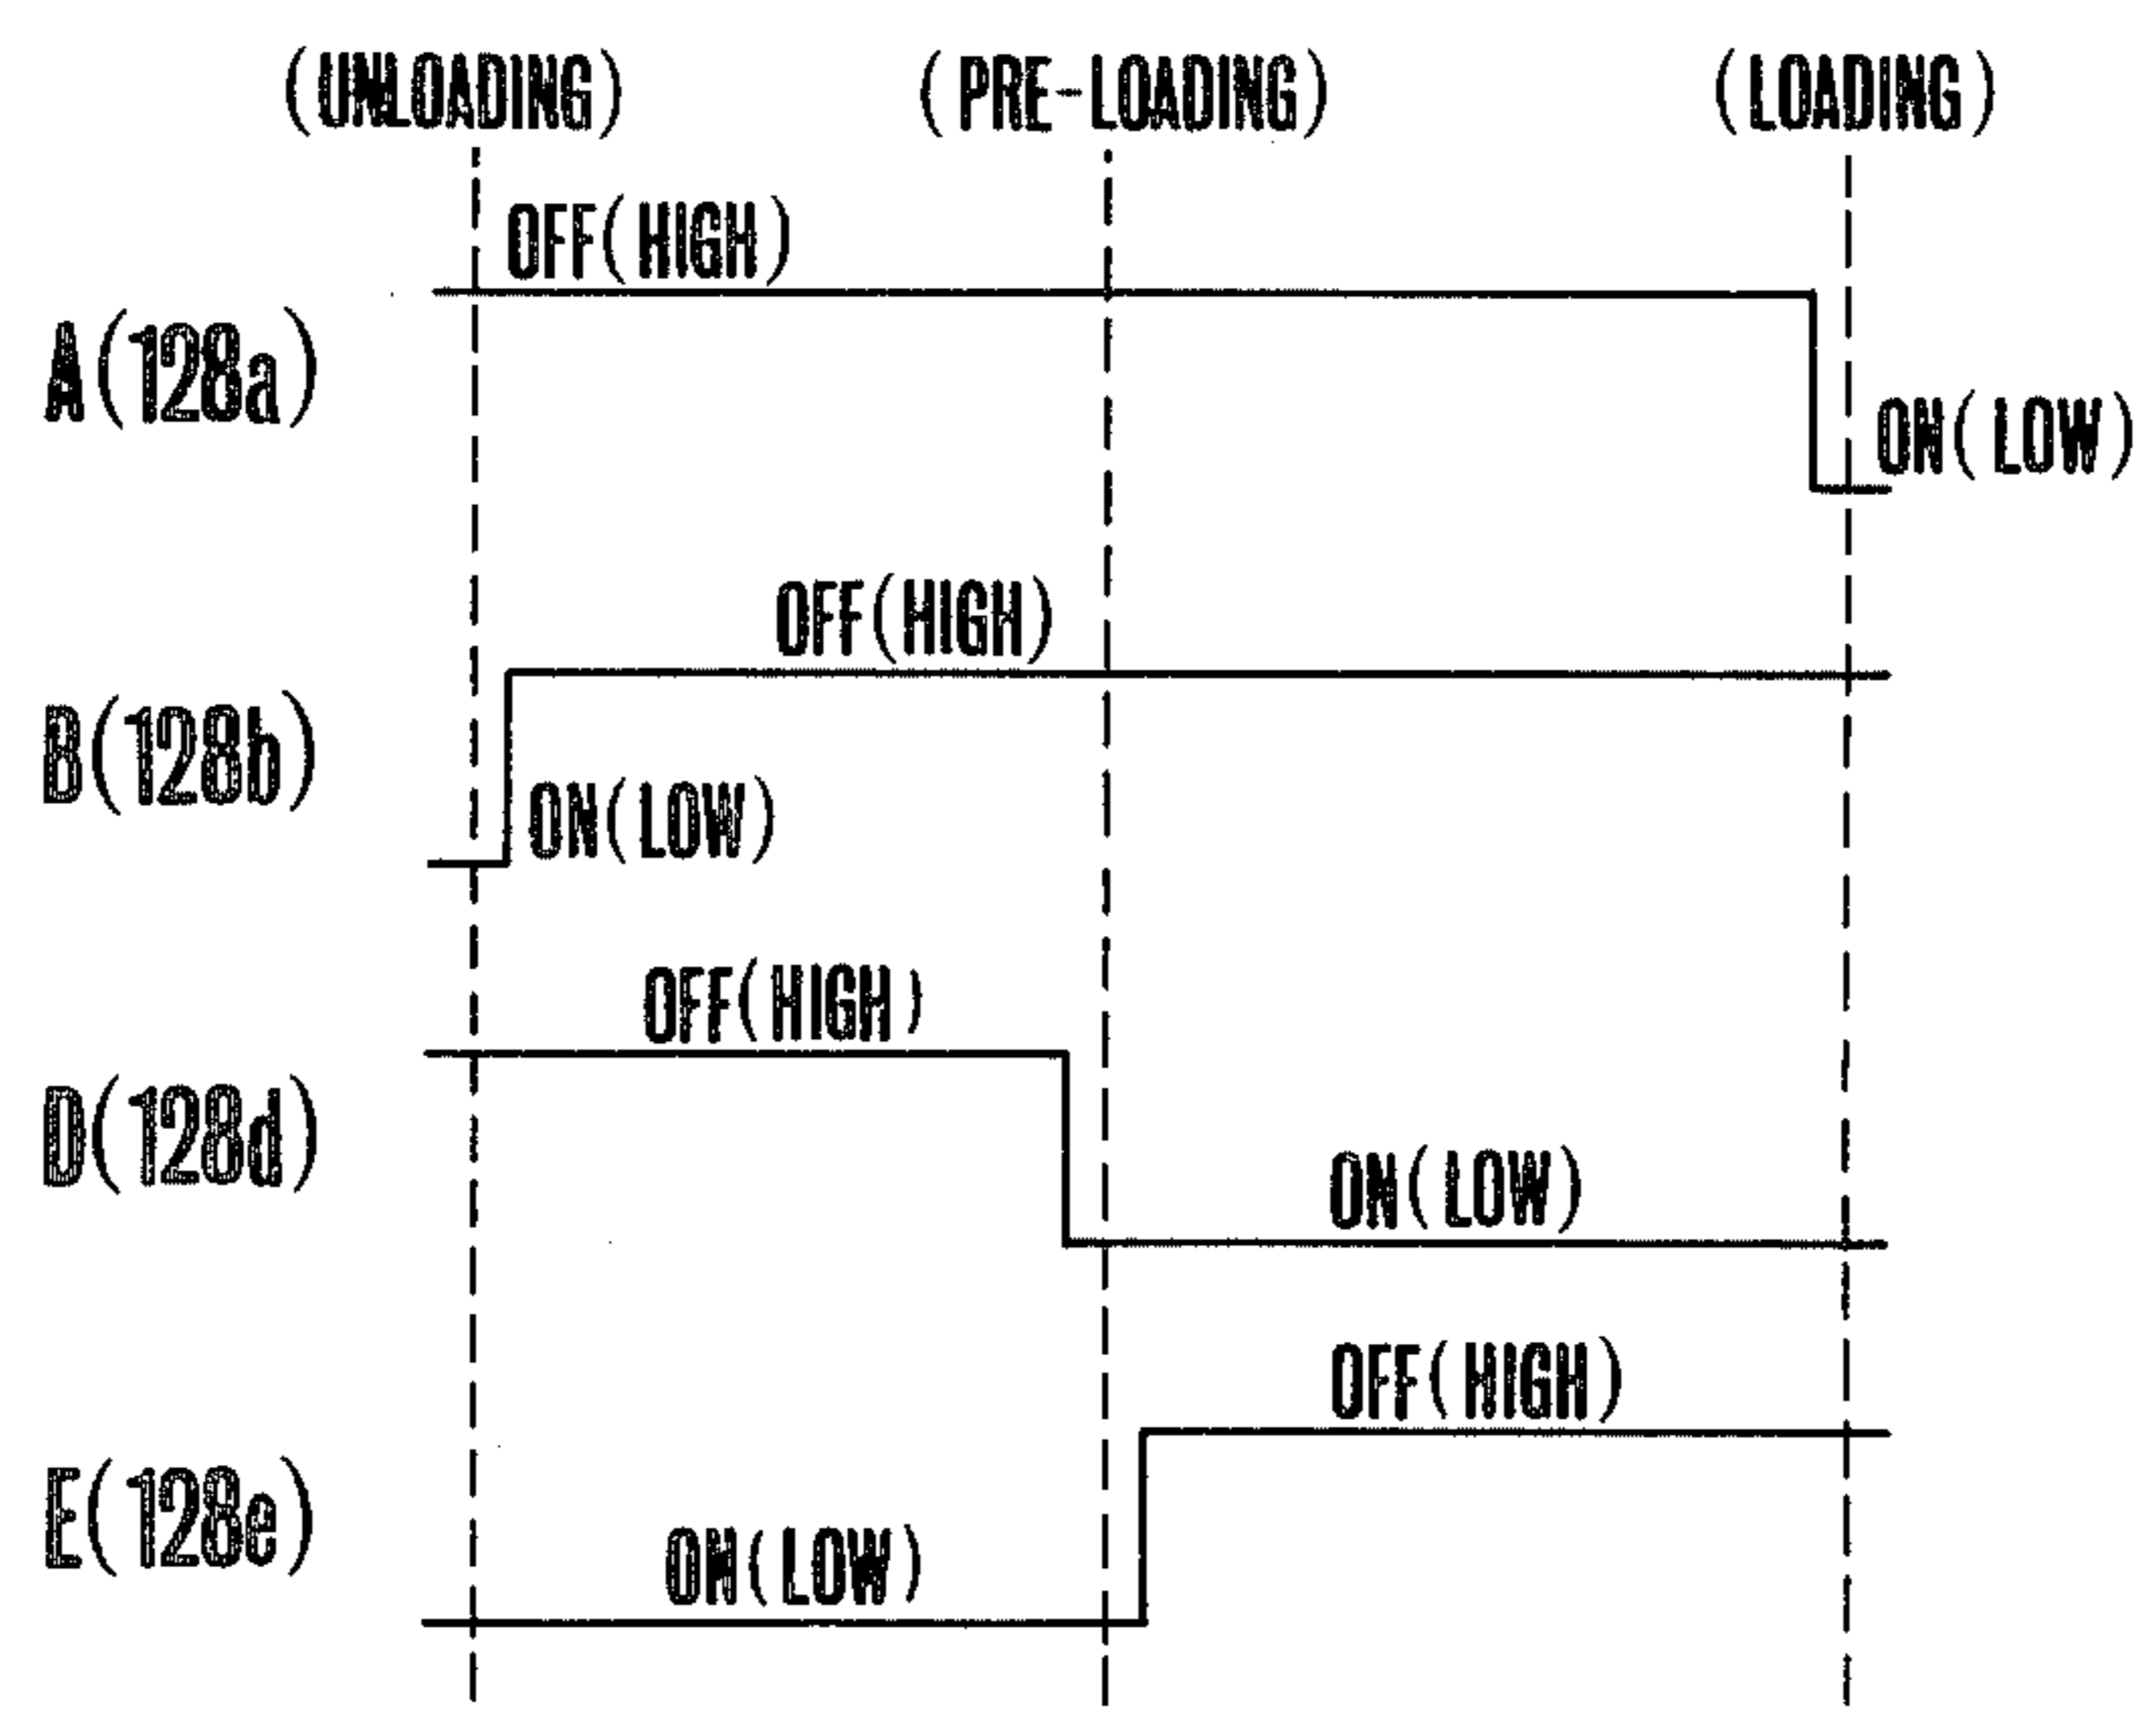 (UNLOADING) (PRE-LOADING) (LOADING)
OFF(HIGH)
A(128a)
ON(LOW)
OFF(HIGH)
B(128b)
ON(LOW)
OFF(HIGH)
D(128d)
ON(LOW)
OFF(HIGH)
E(128e)
ON(LOW)